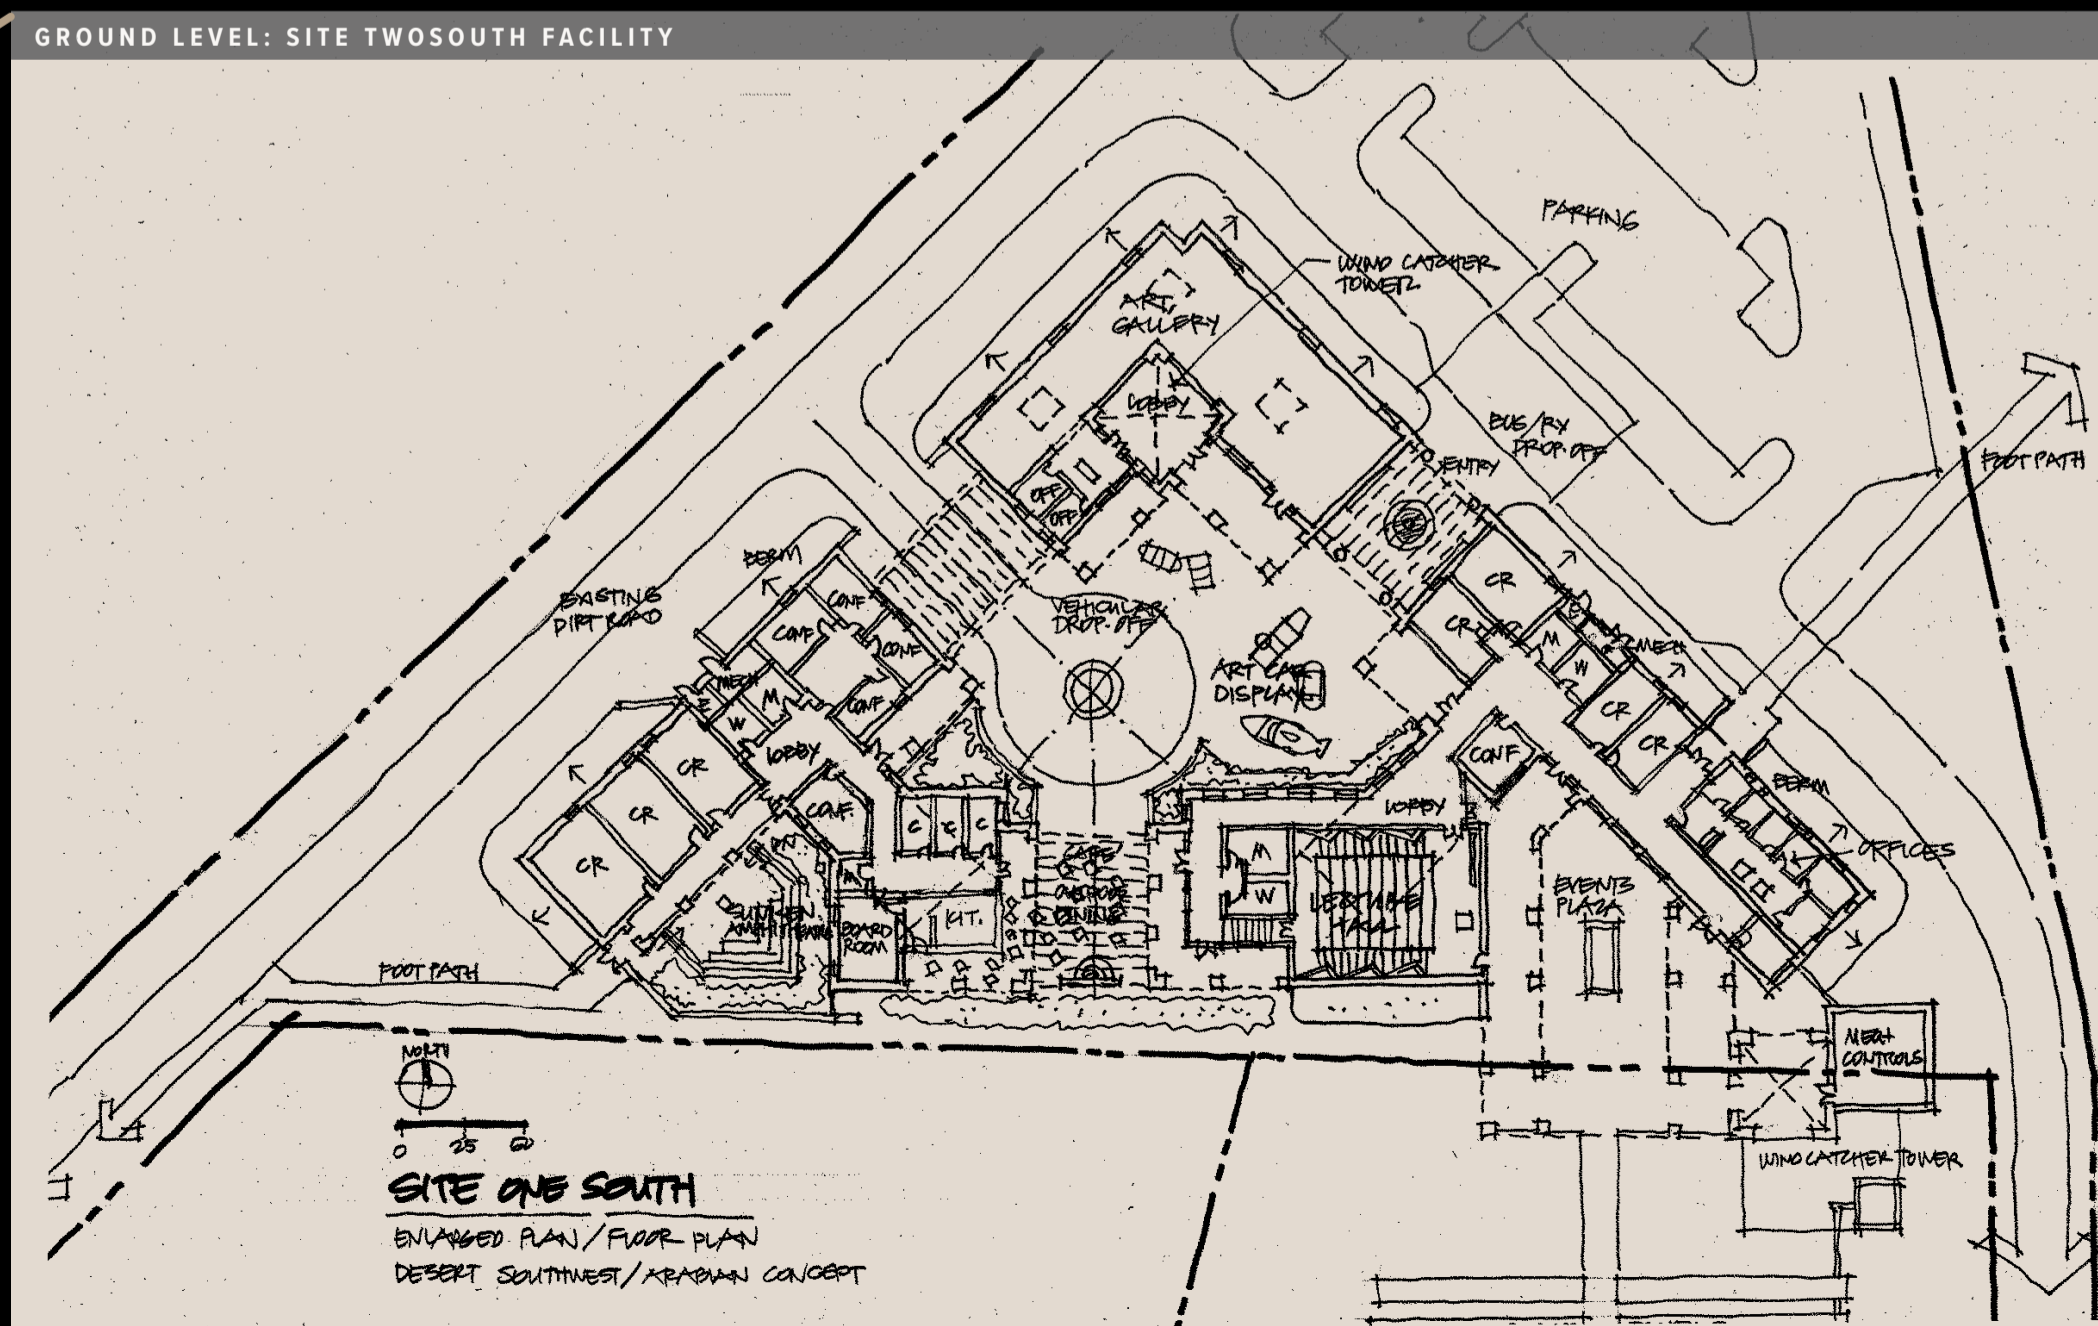 GROUND LEVEL: SITE TWOSOUTH FACILITY
PARKING
WIND CATCHER
TOWER
ART
GALLERY
LOBBY
BUS/RV
DROP-OFF
ENTRY
FOOT PATH
OFF
OFF
BERM
EXISTING
DIRT ROAD
CONF
CONF
CONF
CONF
VEHICULAR
DROP-OFF
ART CAR
DISPLAY
CR
CR
M
W
MECH
CR
CR
MECH
M
W
LOBBY
CR
CR
CR
CONF.
CONF
LOBBY
BERM
OFFICES
C
C
C
CAFE
OUTDOOR
DINING
M
W
LECTURE
HALL
EVENTS
PLAZA
DN
SUNKEN
BOARD
ROOM
KIT.
DN
FOOT PATH
MECH
CONTROLS
WIND CATCHER TOWER
NORTH
0 25
SITE ONE SOUTH
ENLARGED PLAN/FLOOR PLAN
DESERT SOUTHWEST/ARABIAN CONCEPT